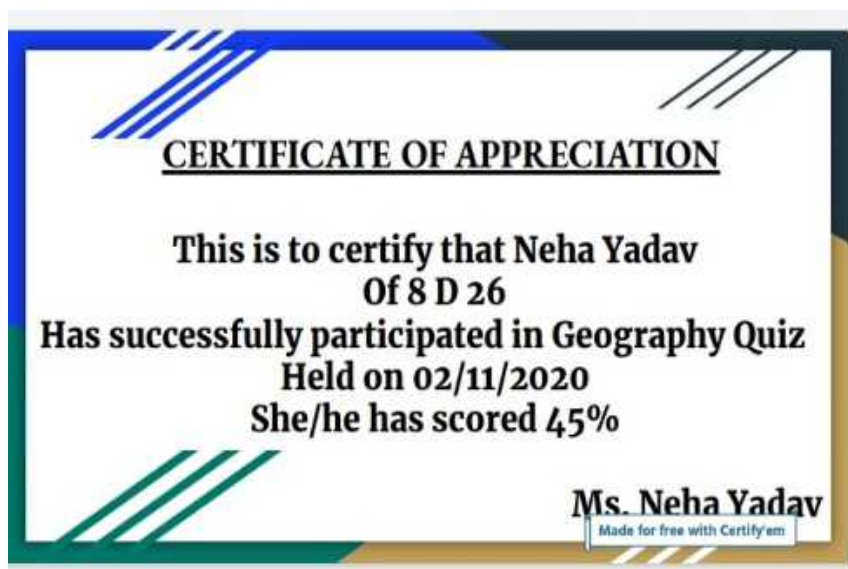 CERTIFICATE OF APPRECIATION
This is to certify that Neha Yadav
Of 8 D 26
Has successfully participated in Geography Quiz
Held on 02/11/2020
She/he has scored 45%
Ms. Neha Yadav
Made for free with Certify'em